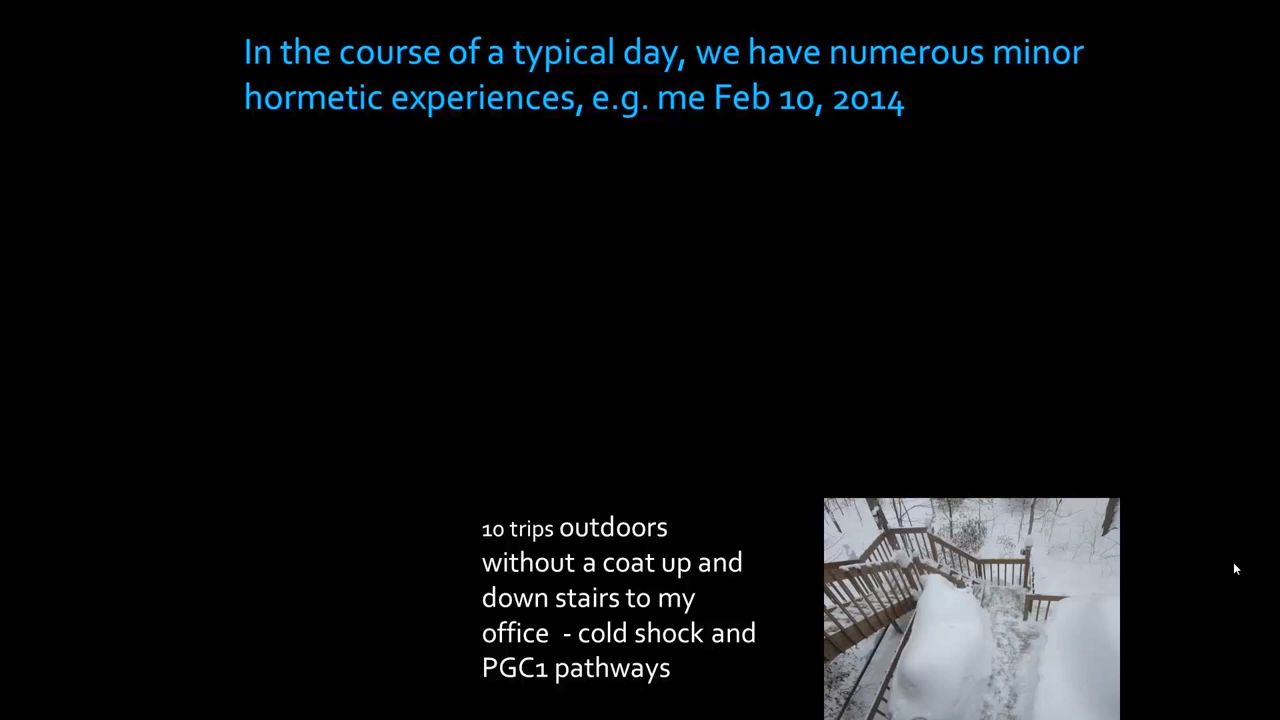 In the course of a typical day, we have numerous minor
hormetic experiences, e.g. me Feb 10, 2014
10 trips outdoors
without a coat up and
down stairs to my
office  - cold shock and
PGC1 pathways